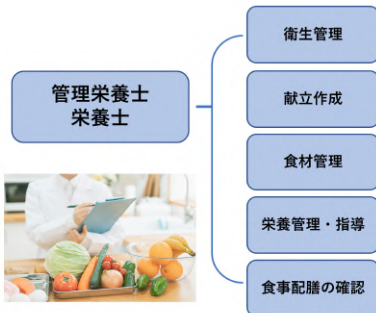 管理栄養士
栄養士
衛生管理
献立作成
食材管理
栄養管理・指導
食事配膳の確認